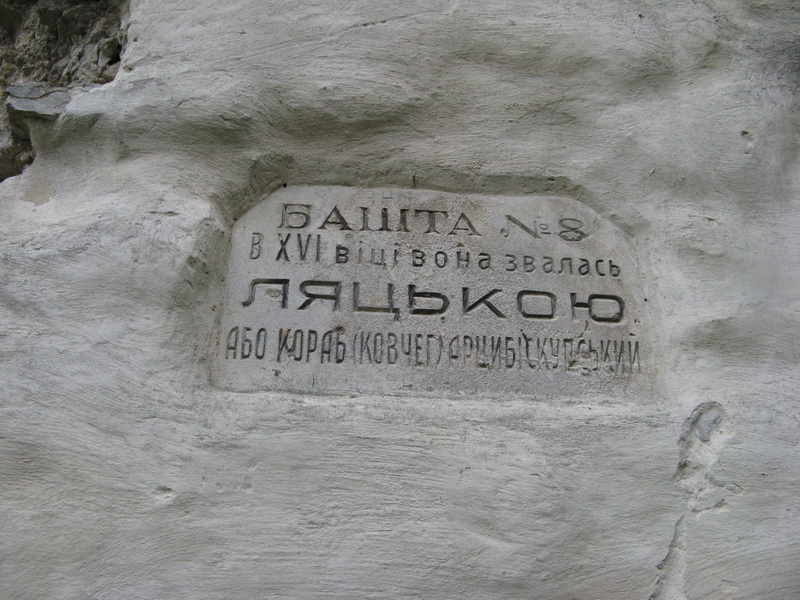 БАШТА №8
В XVI віці вона звалась
ЛЯЦЬКОЮ
АБО КОРАБ (КОВЧЕГ) АРЦИБІСКУПСЬКИЙ